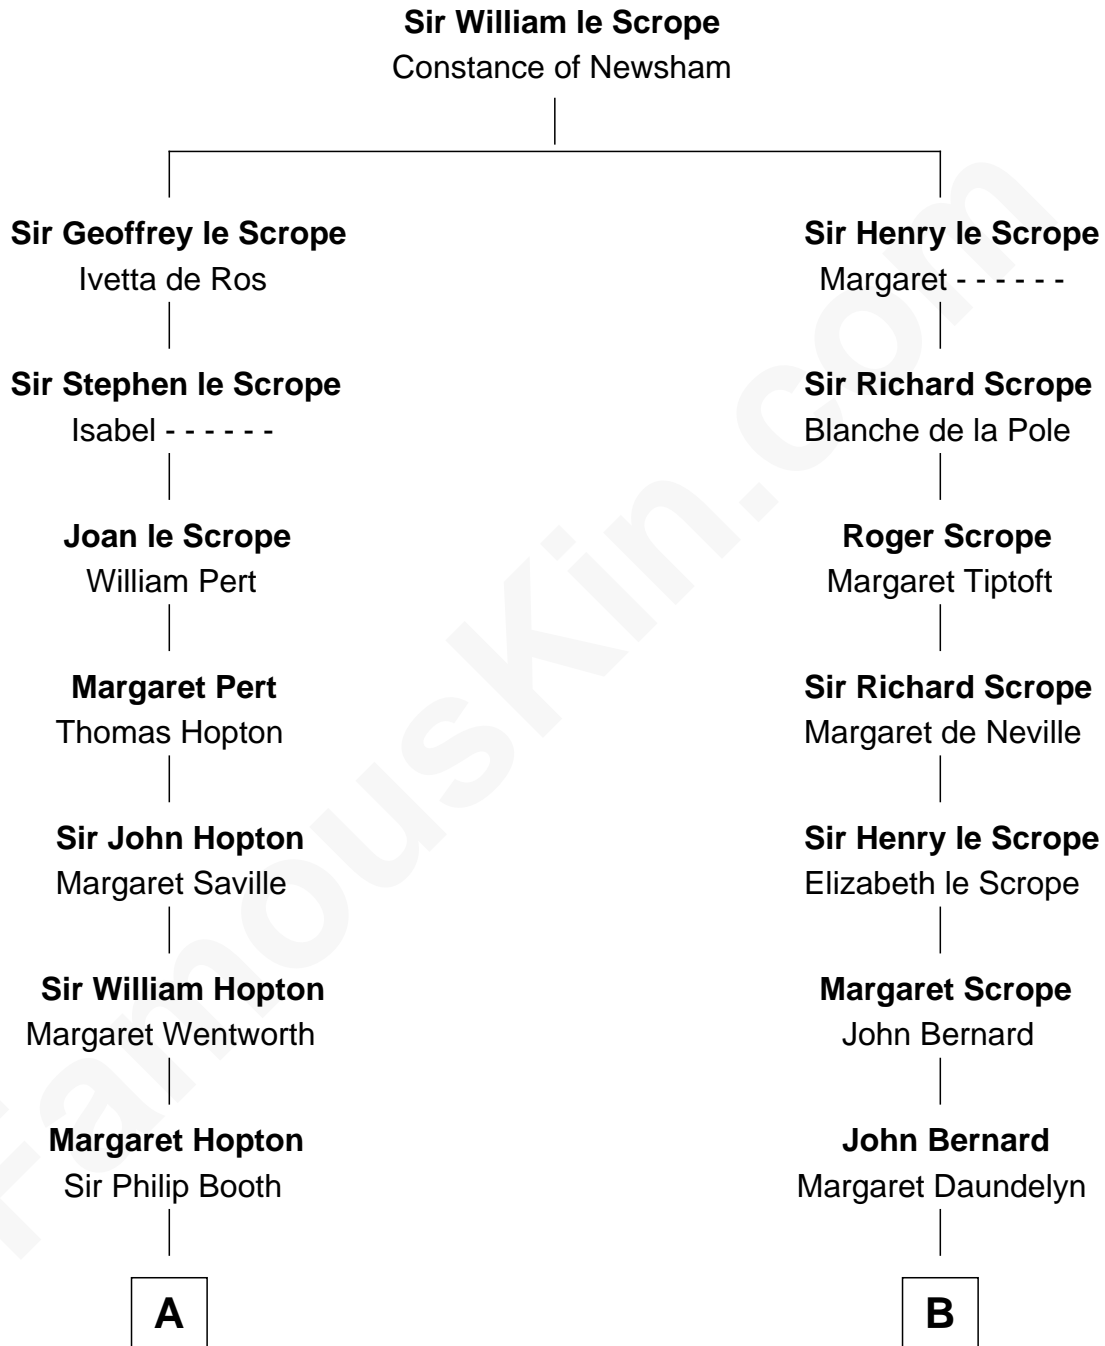 Sir William le Scrope
Constance of Newsham
Sir Geoffrey le Scrope
Ivetta de Ros
Sir Henry le Scrope
Margaret - - - - - -
Sir Stephen le Scrope
Isabel - - - - - -
Sir Richard Scrope
Blanche de la Pole
Joan le Scrope
William Pert
Roger Scrope
Margaret Tiptoft
Margaret Pert
Thomas Hopton
Sir Richard Scrope
Margaret de Neville
Sir John Hopton
Margaret Saville
Sir Henry le Scrope
Elizabeth le Scrope
Sir William Hopton
Margaret Wentworth
Margaret Scrope
John Bernard
Margaret Hopton
Sir Philip Booth
John Bernard
Margaret Daundelyn
A
B
FamousKin.com